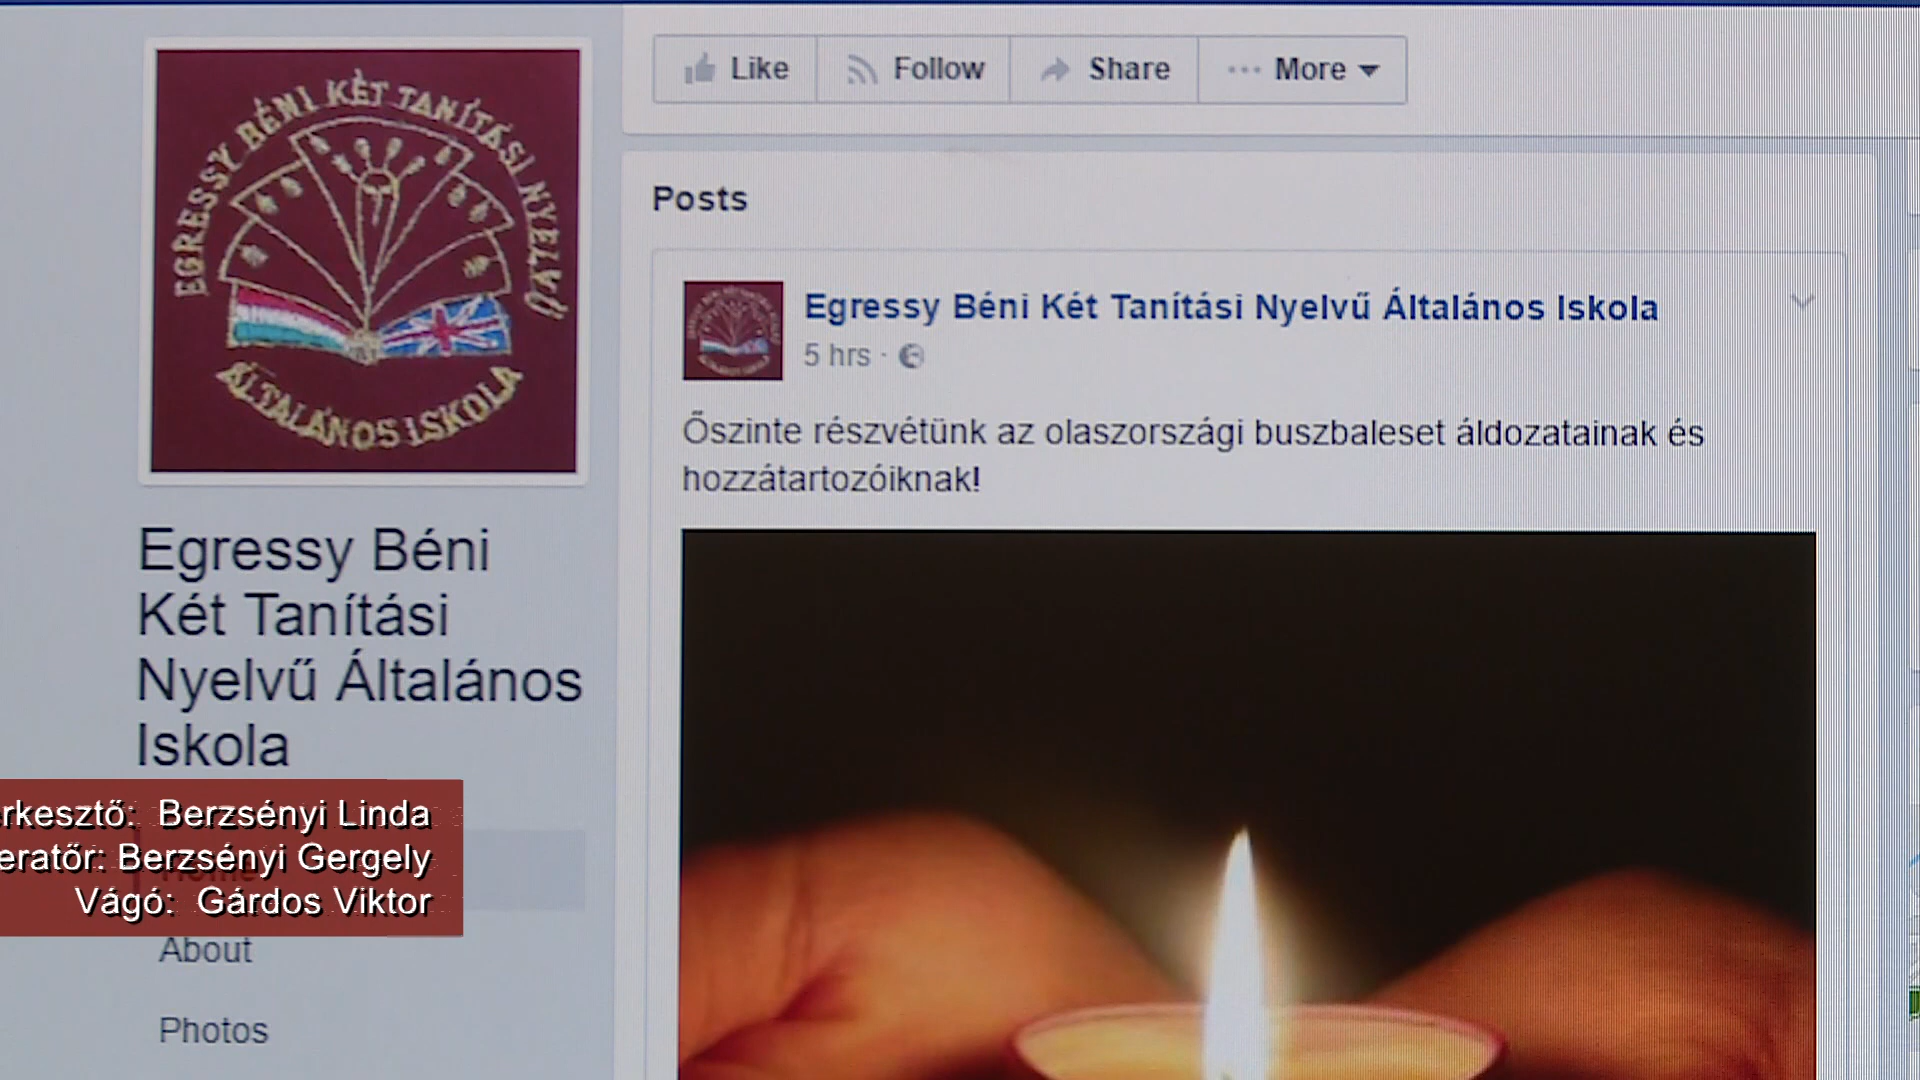 EGRESSY BÉNI KÉT TANÍTÁSI NYELVŰ
ÁLTALÁNOS ISKOLA
Like
Follow
Share
More
Posts
Egressy Béni Két Tanítási Nyelvű Általános Iskola
5 hrs
Őszinte részvétünk az olaszországi buszbaleset áldozatainak és
hozzátartozóiknak!
Egressy Béni
Két Tanítási
Nyelvű Általános
Iskola
rkesztő: Berzsényi Linda
eratőr: Berzsényi Gergely
Vágó: Gárdos Viktor
Home
About
Photos